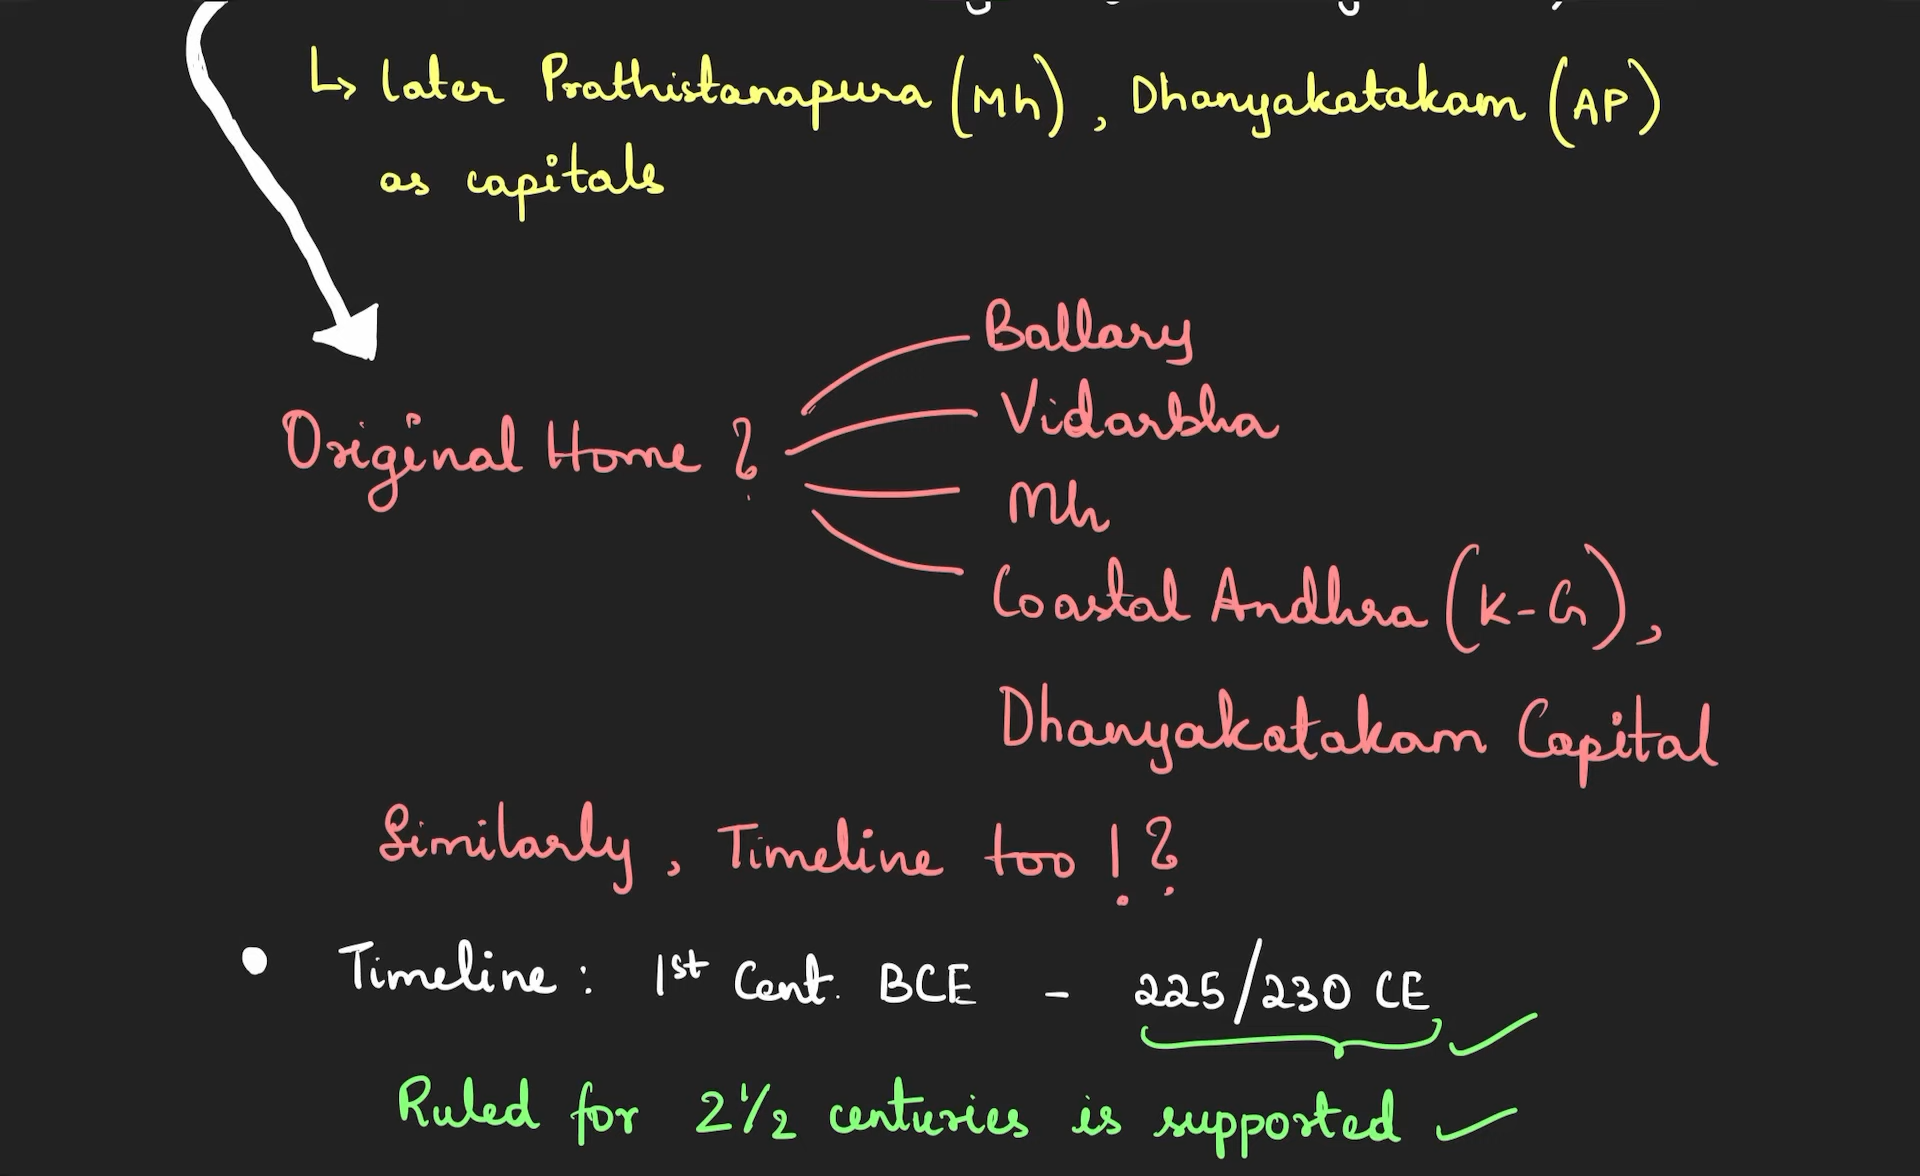 ↳ later Prathistanapura (Mh), Dhanyakatakam (AP)
as capitals
Ballary
Vidarbha
Original Home ?
Mh
Coastal Andhra (K-G),
Dhanyakatakam Capital
Similarly, Timeline too !?
• Timeline: 1st Cent. BCE - 225/230 CE ✓
Ruled for 2½ centuries is supported ✓